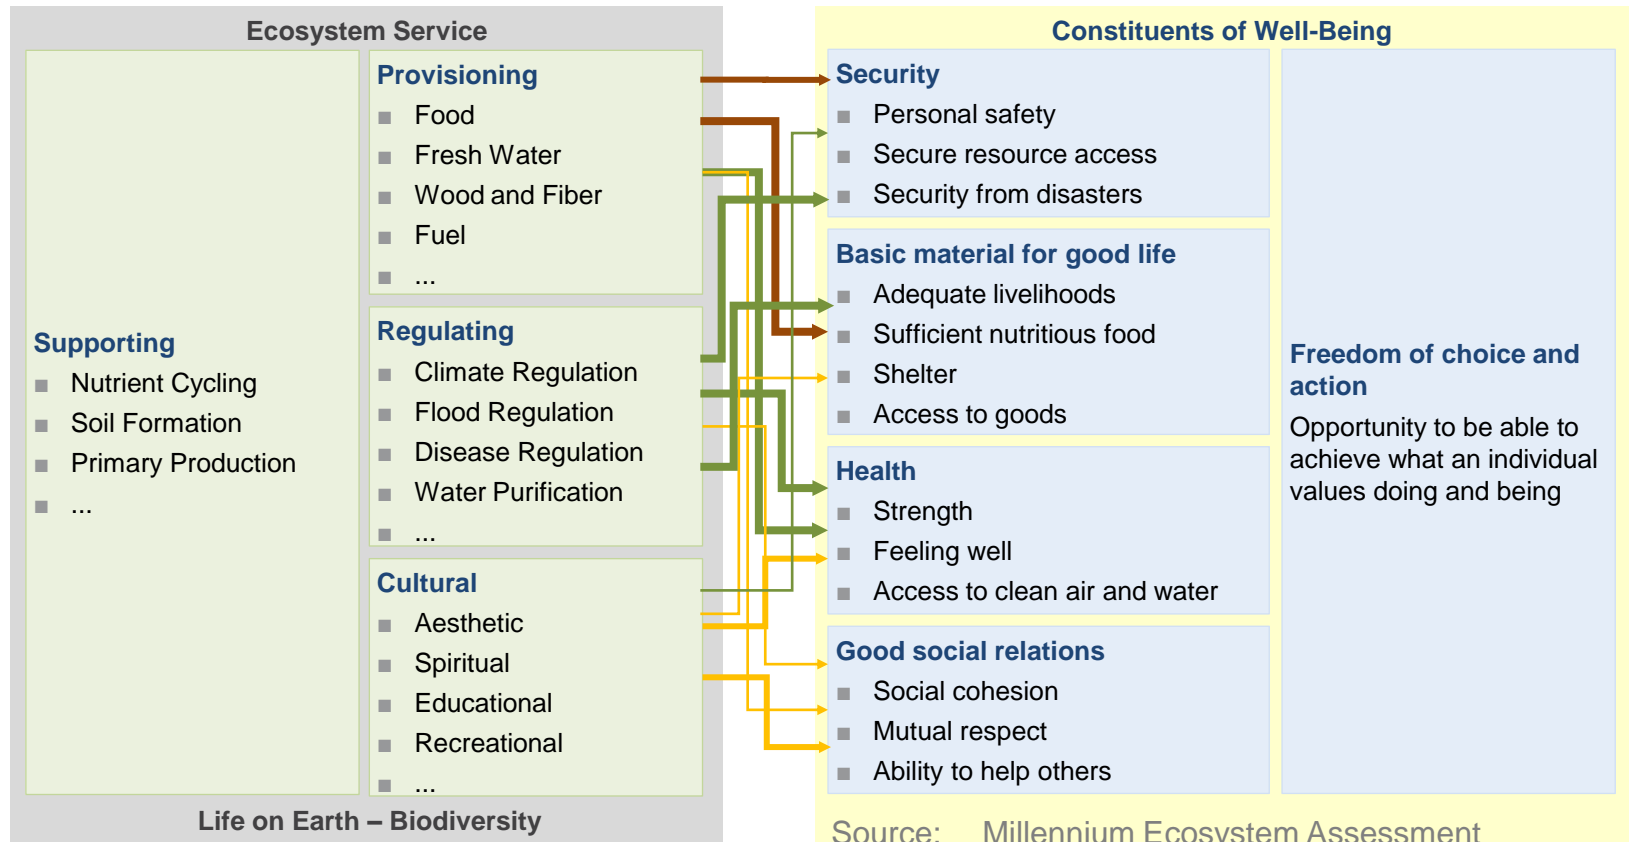 Ecosystem Service
Supporting
■ Nutrient Cycling
■ Soil Formation
■ Primary Production
■ ...
Provisioning
■ Food
■ Fresh Water
■ Wood and Fiber
■ Fuel
■ ...
Regulating
■ Climate Regulation
■ Flood Regulation
■ Disease Regulation
■ Water Purification
■ ...
Cultural
■ Aesthetic
■ Spiritual
■ Educational
■ Recreational
■ ...
Life on Earth – Biodiversity
Constituents of Well-Being
Security
■ Personal safety
■ Secure resource access
■ Security from disasters
Basic material for good life
■ Adequate livelihoods
■ Sufficient nutritious food
■ Shelter
■ Access to goods
Health
■ Strength
■ Feeling well
■ Access to clean air and water
Good social relations
■ Social cohesion
■ Mutual respect
■ Ability to help others
Freedom of choice and
action
Opportunity to be able to
achieve what an individual
values doing and being
Source: Millennium Ecosystem Assessment